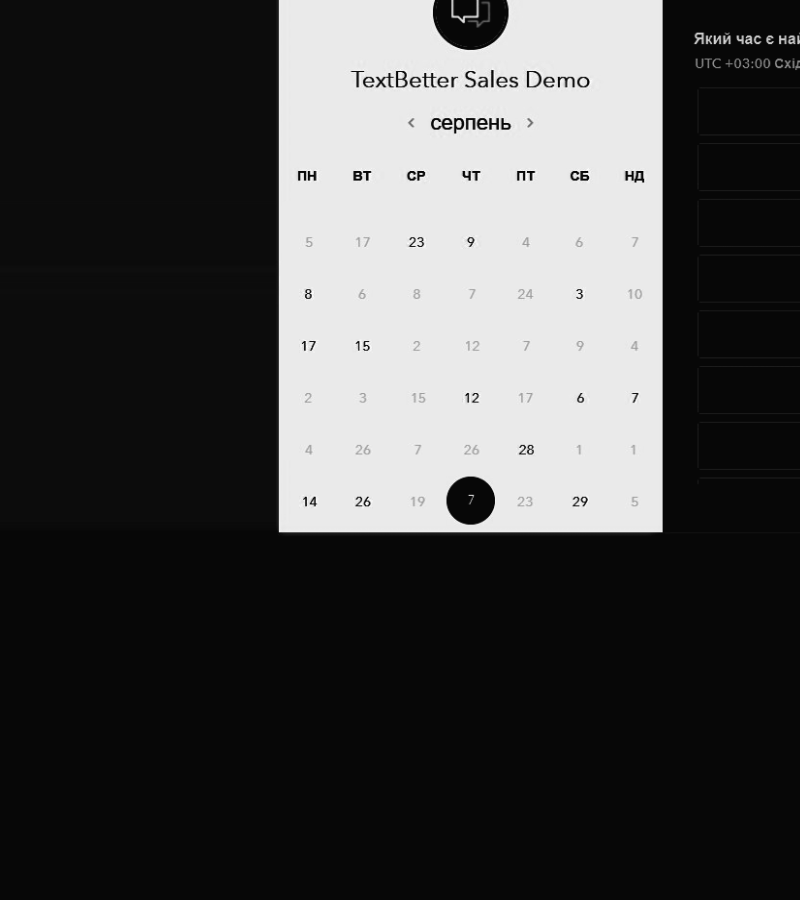 TextBetter Sales Demo
< серпень >
ПН ВТ СР ЧТ ПТ СБ НД
5 17 23 9 4 6 7
8 6 8 7 24 3 10
17 15 2 12 7 9 4
2 3 15 12 17 6 7
4 26 7 26 28 1 1
14 26 19 7 23 29 5
Який час є най
UTC +03:00 Схід